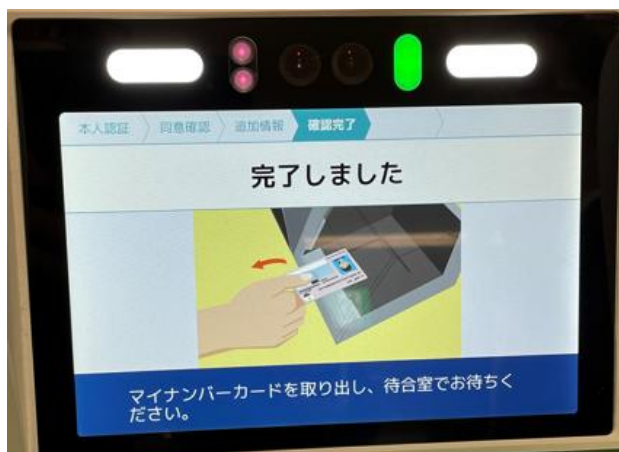 本人認証 同意確認 追加情報 確認完了
完了しました
マイナンバーカードを取り出し、待合室でお待ちく
ださい。